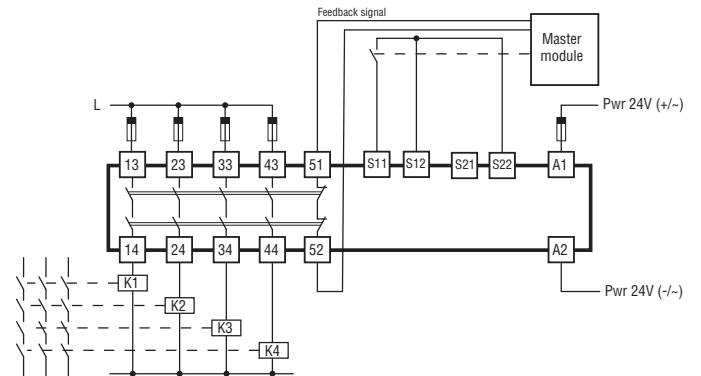 Feedback signal
Master
module
L
Pwr 24V (+/~)
13 23 33 43 51 S11 S12 S21 S22 A1
14 24 34 44 52 A2
K1
Pwr 24V (-/~)
K2
K3
K4